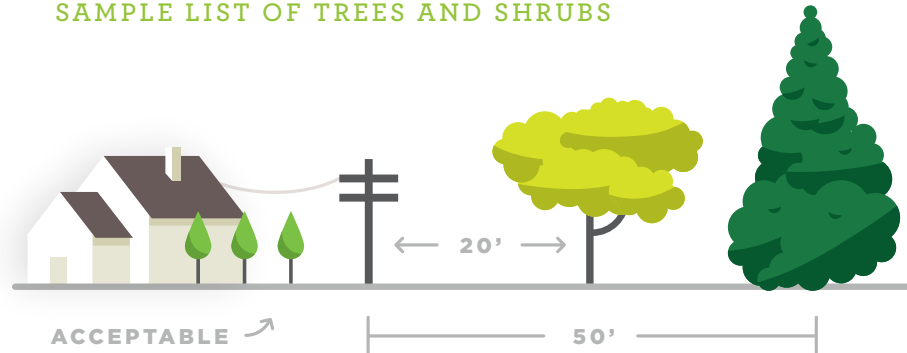 SAMPLE LIST OF TREES AND SHRUBS
20’
ACCEPTABLE
50’